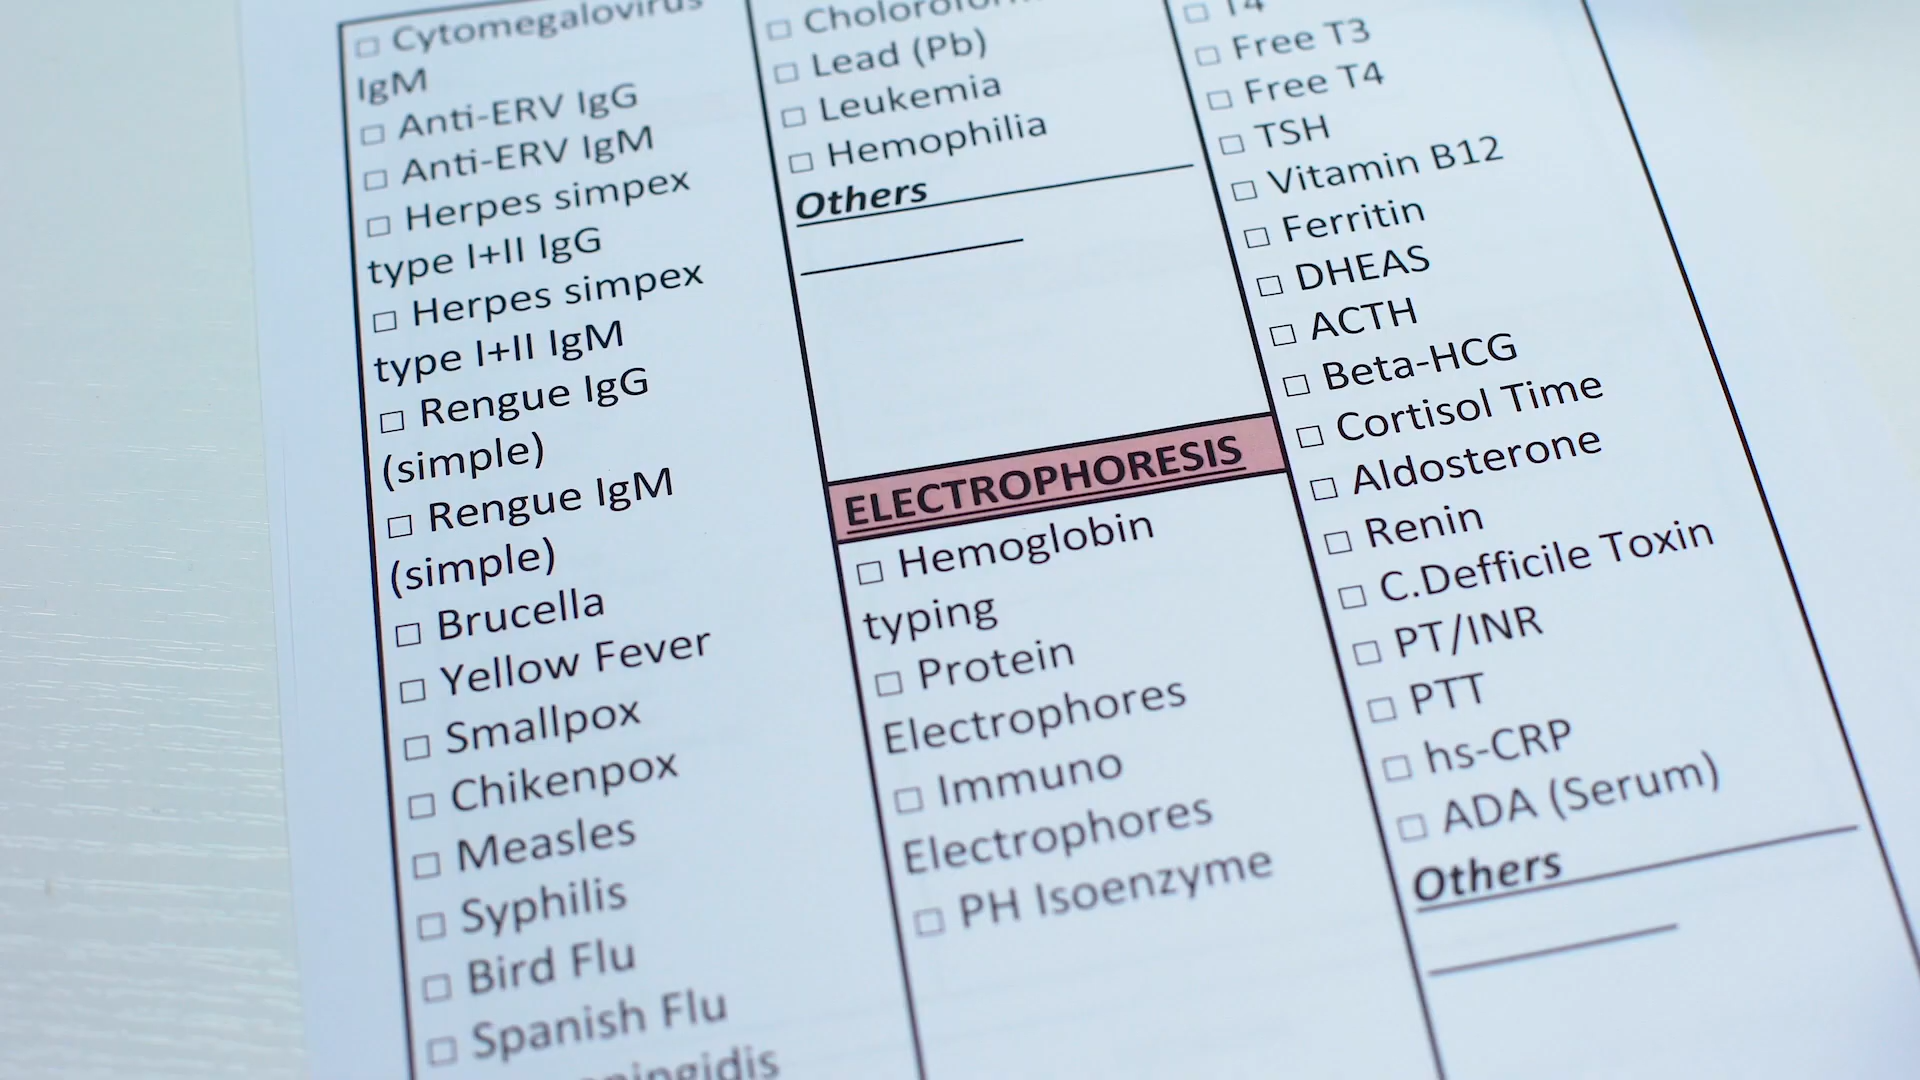 ☐ Cytomegalovirus
IgM
☐ Anti-ERV IgG
☐ Anti-ERV IgM
☐ Herpes simpex
type I+II IgG
☐ Herpes simpex
type I+II IgM
☐ Rengue IgG
(simple)
☐ Rengue IgM
(simple)
☐ Brucella
☐ Yellow Fever
☐ Smallpox
☐ Chikenpox
☐ Measles
☐ Syphilis
☐ Bird Flu
☐ Spanish Flu
☐ Lead (Pb)
☐ Leukemia
☐ Hemophilia
Others
ELECTROPHORESIS
☐ Hemoglobin
typing
☐ Protein
Electrophores
☐ Immuno
Electrophores
☐ PH Isoenzyme
☐ T4
☐ Free T3
☐ Free T4
☐ TSH
☐ Vitamin B12
☐ Ferritin
☐ DHEAS
☐ ACTH
☐ Beta-HCG
☐ Cortisol Time
☐ Aldosterone
☐ Renin
☐ C.Defficile Toxin
☐ PT/INR
☐ PTT
☐ hs-CRP
☐ ADA (Serum)
Others